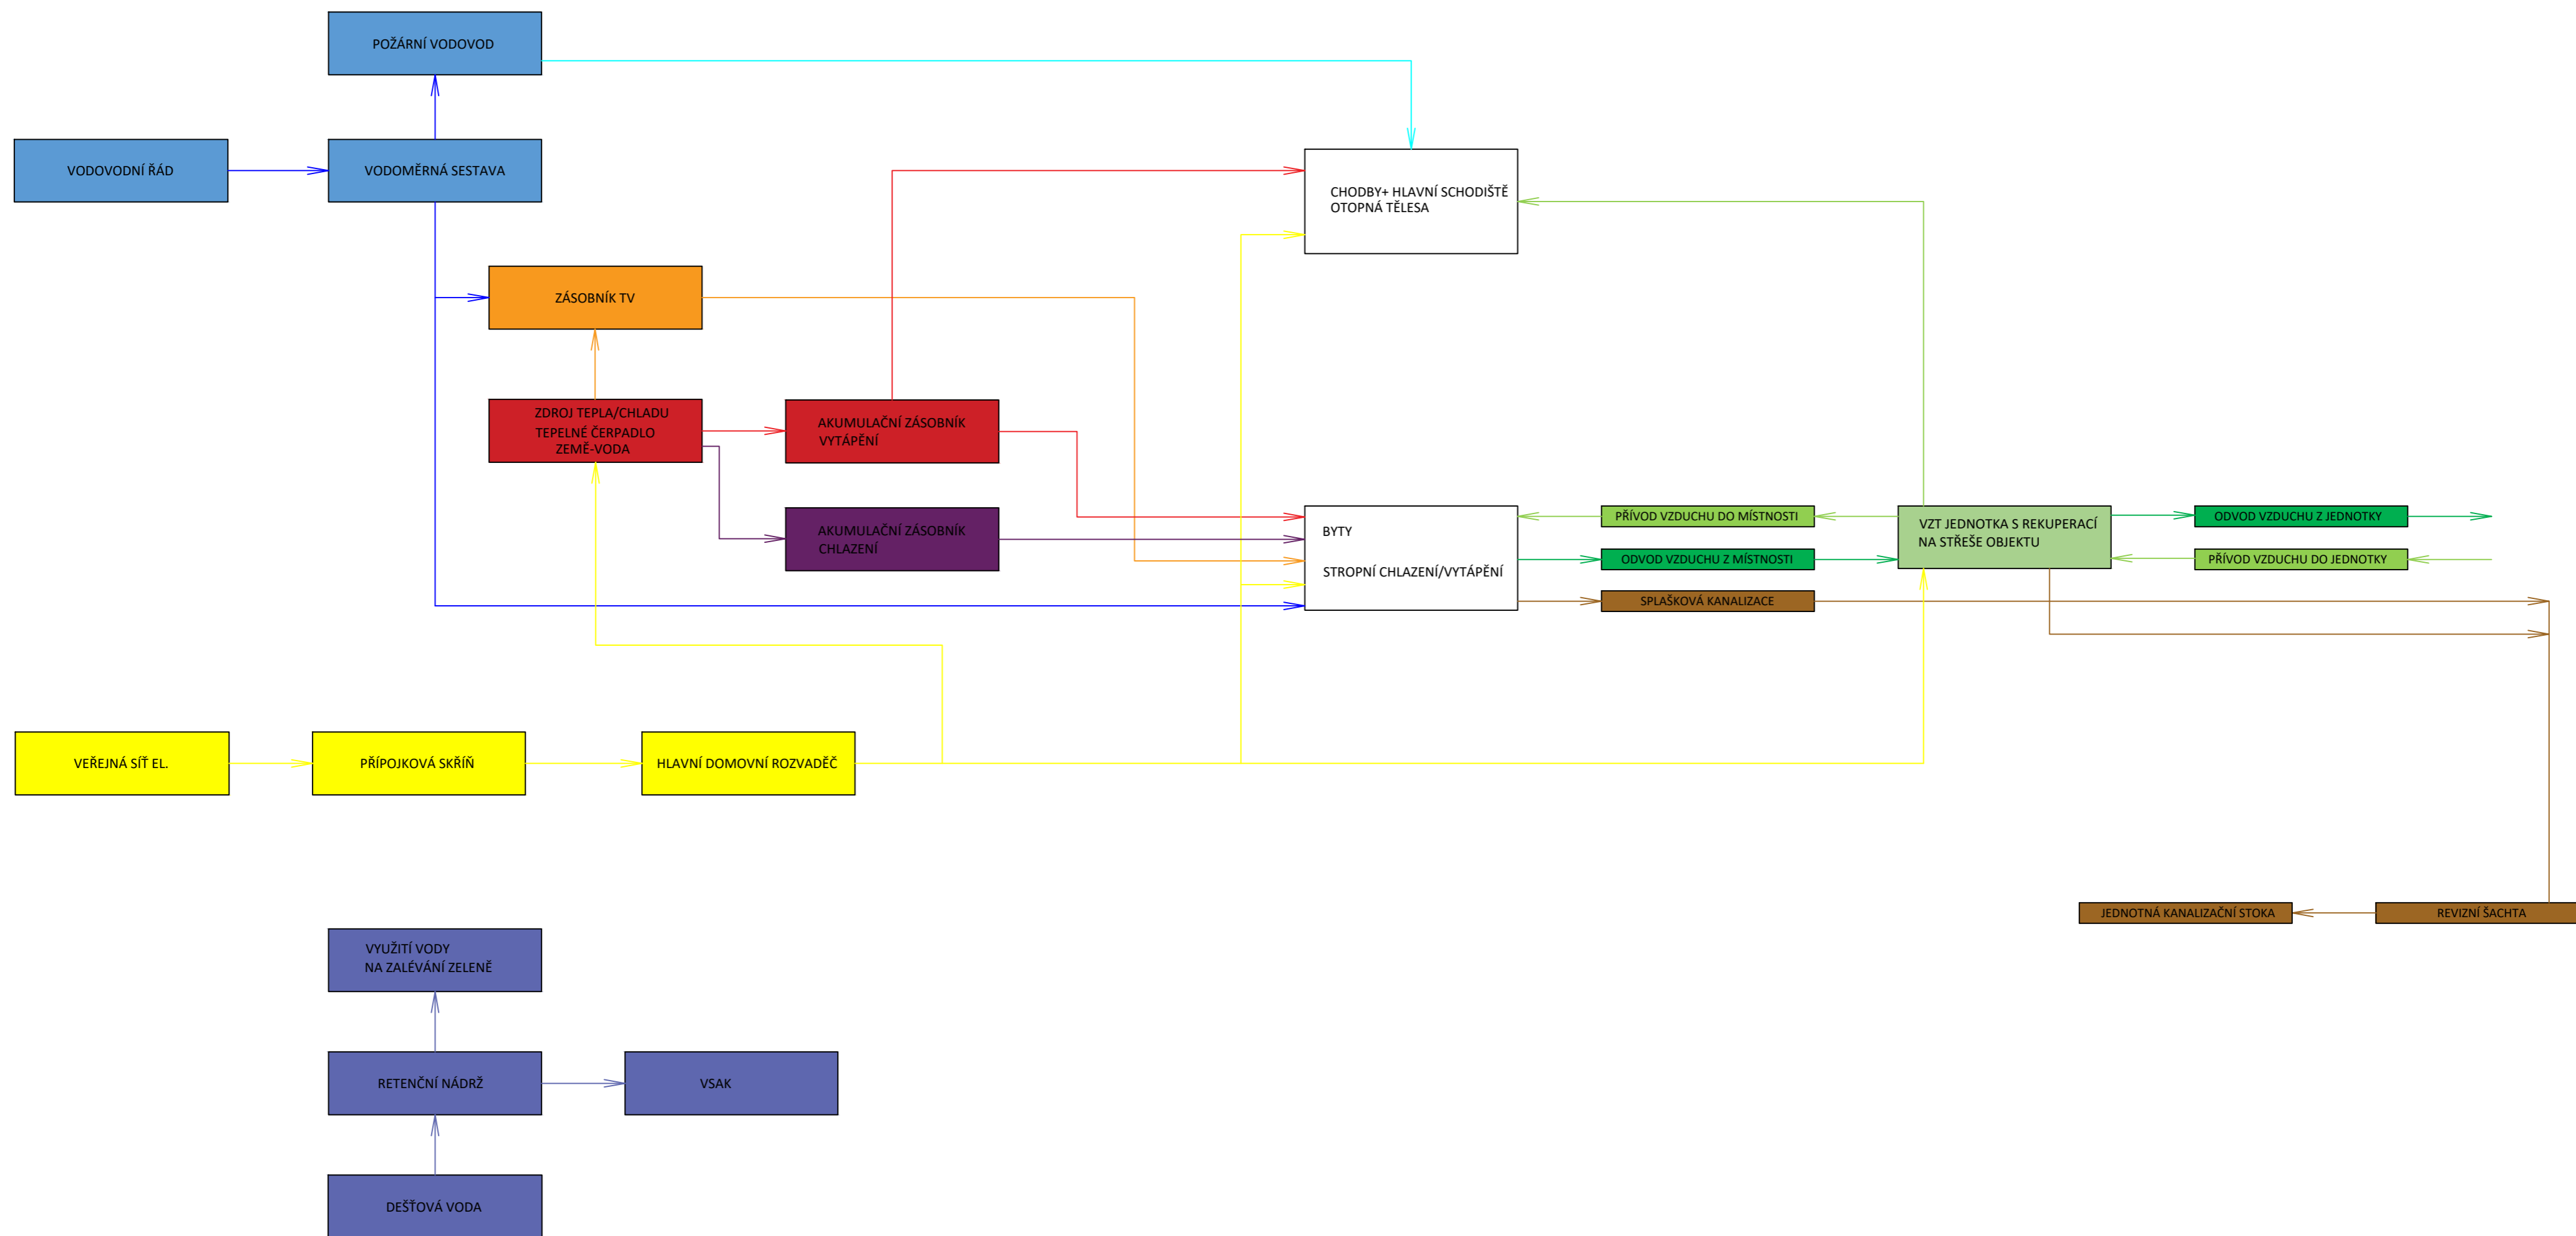 POŽÁRNÍ VODOVOD
VODOVODNÍ ŘÁD
VODOMĚRNÁ SESTAVA
CHODBY+ HLAVNÍ SCHODIŠTĚ
OTOPNÁ TĚLESA
ZÁSOBNÍK TV
ZDROJ TEPLA/CHLADU
TEPELNÉ ČERPADLO
ZEMĚ-VODA
AKUMULAČNÍ ZÁSOBNÍK
VYTÁPĚNÍ
AKUMULAČNÍ ZÁSOBNÍK
CHLAZENÍ
BYTY
STROPNÍ CHLAZENÍ/VYTÁPĚNÍ
PŘÍVOD VZDUCHU DO MÍSTNOSTI
ODVOD VZDUCHU Z MÍSTNOSTI
SPLAŠKOVÁ KANALIZACE
VZT JEDNOTKA S REKUPERACÍ
NA STŘEŠE OBJEKTU
ODVOD VZDUCHU Z JEDNOTKY
PŘÍVOD VZDUCHU DO JEDNOTKY
VEŘEJNÁ SÍŤ EL.
PŘÍPOJKOVÁ SKŘÍŇ
HLAVNÍ DOMOVNÍ ROZVADĚČ
JEDNOTNÁ KANALIZAČNÍ STOKA
REVIZNÍ ŠACHTA
VYUŽITÍ VODY
NA ZALÉVÁNÍ ZELENĚ
RETENČNÍ NÁDRŽ
VSAK
DEŠŤOVÁ VODA